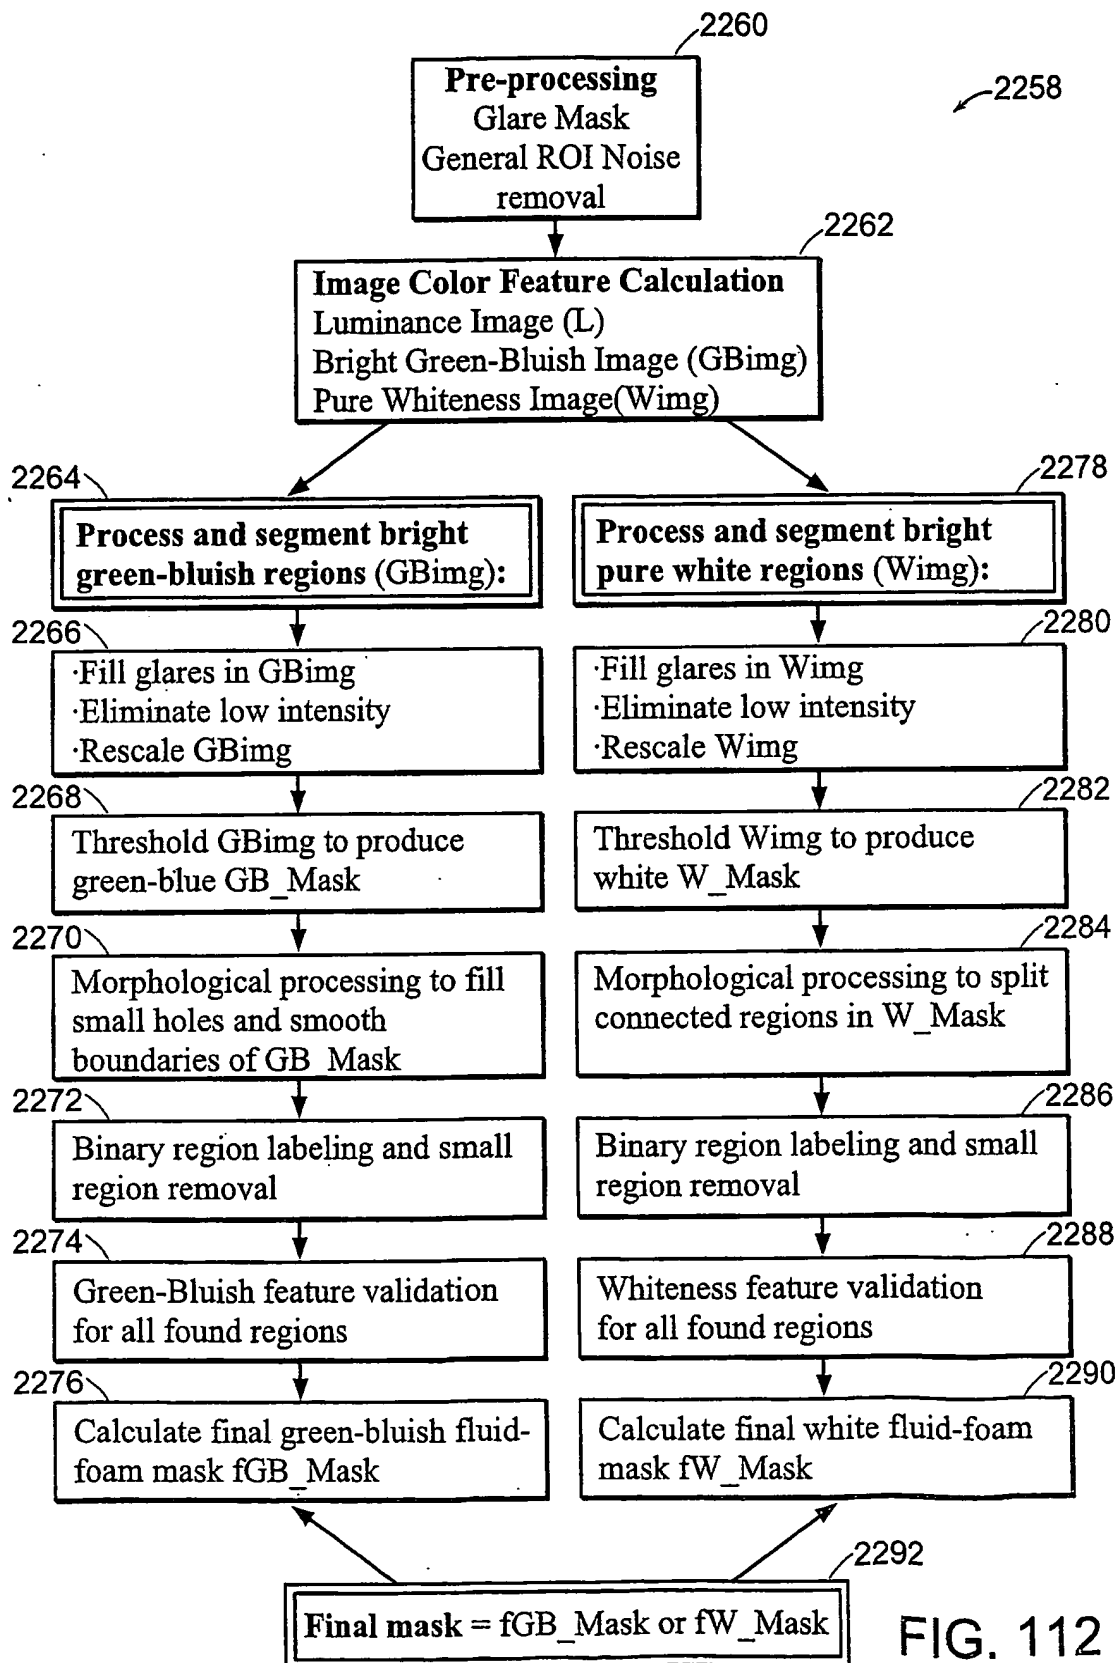 2260
Pre-processing
Glare Mask
General ROI Noise
removal
2258
2262
Image Color Feature Calculation
Luminance Image (L)
Bright Green-Bluish Image (GBimg)
Pure Whiteness Image(Wimg)
2264
Process and segment bright
green-bluish regions (GBimg):
2266
·Fill glares in GBimg
·Eliminate low intensity
·Rescale GBimg
2268
Threshold GBimg to produce
green-blue GB_Mask
2270
Morphological processing to fill
small holes and smooth
boundaries of GB_Mask
2272
Binary region labeling and small
region removal
2274
Green-Bluish feature validation
for all found regions
2276
Calculate final green-bluish fluid-
foam mask fGB_Mask
2278
Process and segment bright
pure white regions (Wimg):
2280
·Fill glares in Wimg
·Eliminate low intensity
·Rescale Wimg
2282
Threshold Wimg to produce
white W_Mask
2284
Morphological processing to split
connected regions in W_Mask
2286
Binary region labeling and small
region removal
2288
Whiteness feature validation
for all found regions
2290
Calculate final white fluid-foam
mask fW_Mask
2292
Final mask = fGB_Mask or fW_Mask
FIG. 112